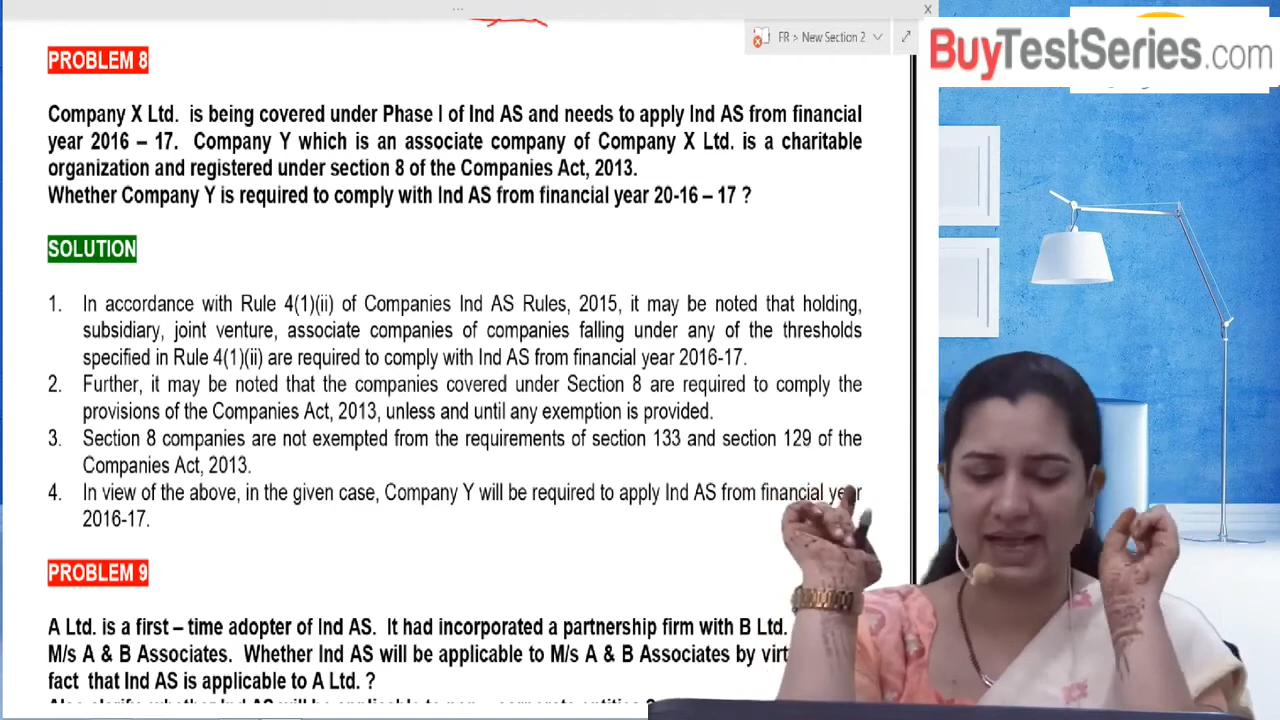 FR > New Section 2
BuyTestSeries.com
PROBLEM 8
Company X Ltd. is being covered under Phase I of Ind AS and needs to apply Ind AS from financial
year 2016 – 17. Company Y which is an associate company of Company X Ltd. is a charitable
organization and registered under section 8 of the Companies Act, 2013.
Whether Company Y is required to comply with Ind AS from financial year 20-16 – 17 ?
SOLUTION
1. In accordance with Rule 4(1)(ii) of Companies Ind AS Rules, 2015, it may be noted that holding,
subsidiary, joint venture, associate companies of companies falling under any of the thresholds
specified in Rule 4(1)(ii) are required to comply with Ind AS from financial year 2016-17.
2. Further, it may be noted that the companies covered under Section 8 are required to comply the
provisions of the Companies Act, 2013, unless and until any exemption is provided.
3. Section 8 companies are not exempted from the requirements of section 133 and section 129 of the
Companies Act, 2013.
4. In view of the above, in the given case, Company Y will be required to apply Ind AS from financial year
2016-17.
PROBLEM 9
A Ltd. is a first – time adopter of Ind AS. It had incorporated a partnership firm with B Ltd.
M/s A & B Associates. Whether Ind AS will be applicable to M/s A & B Associates by virt
fact that Ind AS is applicable to A Ltd. ?